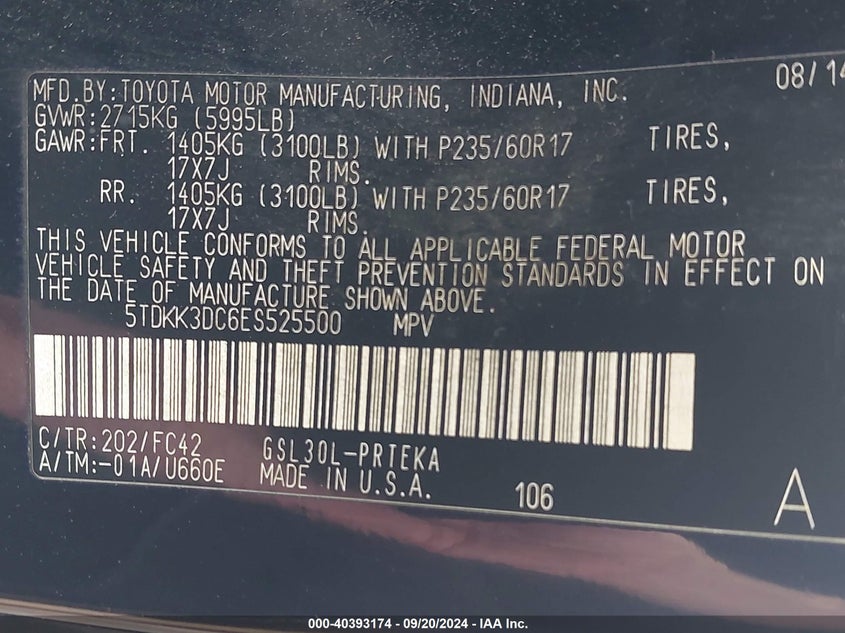 MFD.BY:TOYOTA MOTOR MANUFACTURING, INDIANA, INC. 08/14
GVWR:2715KG (5995LB)
GAWR:FRT. 1405KG (3100LB) WITH P235/60R17 TIRES,
17X7J RIMS.
RR. 1405KG (3100LB) WITH P235/60R17 TIRES,
17X7J RIMS.
THIS VEHICLE CONFORMS TO ALL APPLICABLE FEDERAL MOTOR
VEHICLE SAFETY AND THEFT PREVENTION STANDARDS IN EFFECT ON
THE DATE OF MANUFACTURE SHOWN ABOVE.
5TDKK3DC6ES525500 MPV
C/TR:202/FC42 GSL30L-PRTEKA
A/TM:-01A/U660E MADE IN U.S.A. 106 A
000-40393174 - 09/20/2024 - IAA Inc.